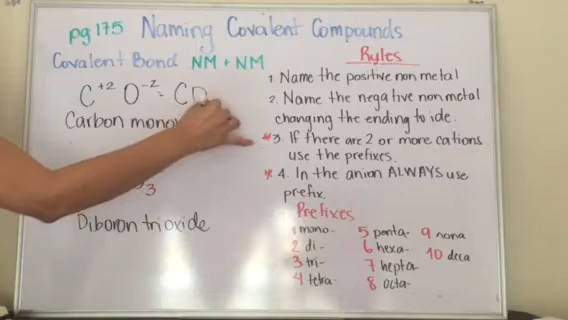 pg 175 Naming Covalent Compounds
Covalent Bond NM + NM
C+2 O-2 =
Carbon
3
Diboron trioxide
Rules
1. Name the positive non metal
2. Name the negative non metal
changing the ending to ide.
*3. If there are 2 or more cations
use the prefixes.
*4. In the anion ALWAYS use
prefix.
Prefixes
1 mono- 5 penta- 9 nona
2 di- 6 hexa- 10 deca
3 tri- 7 hepta-
4 tetra- 8 octa-